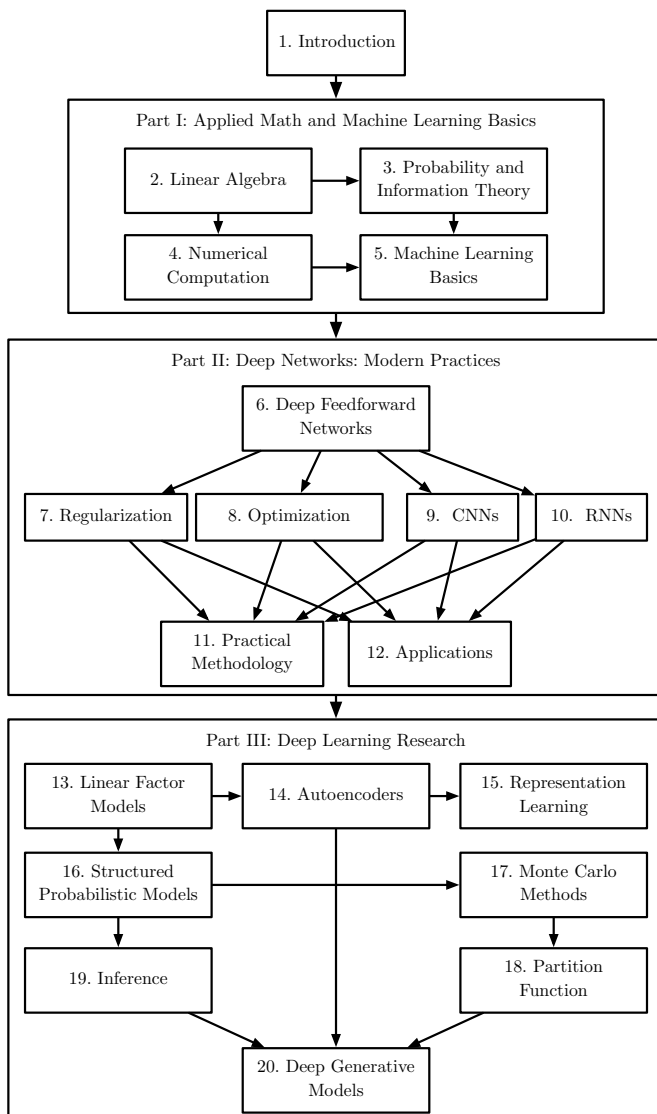 1. Introduction
Part I: Applied Math and Machine Learning Basics
2. Linear Algebra
3. Probability and
Information Theory
4. Numerical
Computation
5. Machine Learning
Basics
Part II: Deep Networks: Modern Practices
6. Deep Feedforward
Networks
7. Regularization
8. Optimization
9. CNNs
10. RNNs
11. Practical
Methodology
12. Applications
Part III: Deep Learning Research
13. Linear Factor
Models
14. Autoencoders
15. Representation
Learning
16. Structured
Probabilistic Models
17. Monte Carlo
Methods
19. Inference
18. Partition
Function
20. Deep Generative
Models